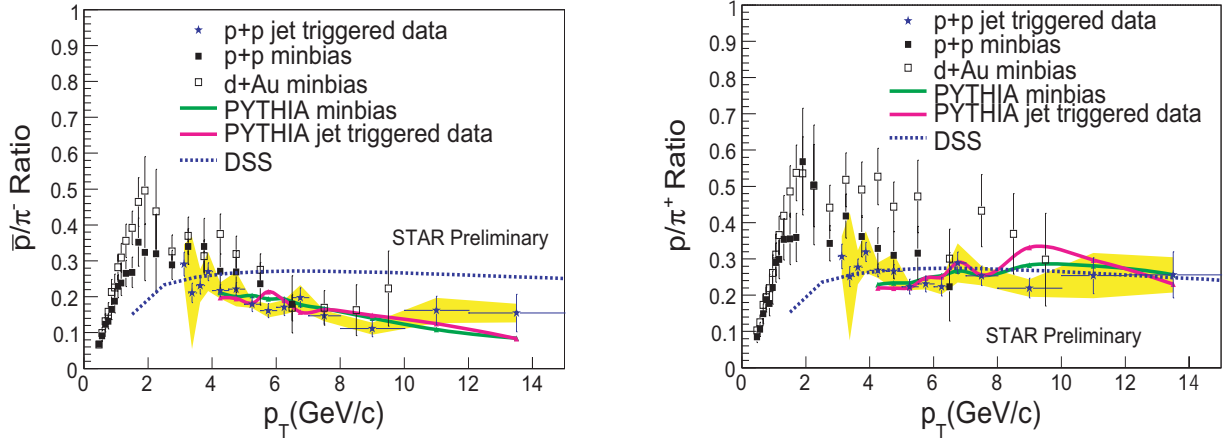 1
0.9
0.8
0.7
0.6
0.5
0.4
0.3
0.2
0.1
0
p̅/π⁻ Ratio
p+p jet triggered data
p+p minbias
d+Au minbias
PYTHIA minbias
PYTHIA jet triggered data
DSS
STAR Preliminary
0 2 4 6 8 10 12 14
p_T(GeV/c)
1
0.9
0.8
0.7
0.6
0.5
0.4
0.3
0.2
0.1
0
p/π⁺ Ratio
p+p jet triggered data
p+p minbias
d+Au minbias
PYTHIA minbias
PYTHIA jet triggered data
DSS
STAR Preliminary
0 2 4 6 8 10 12 14
p_T(GeV/c)